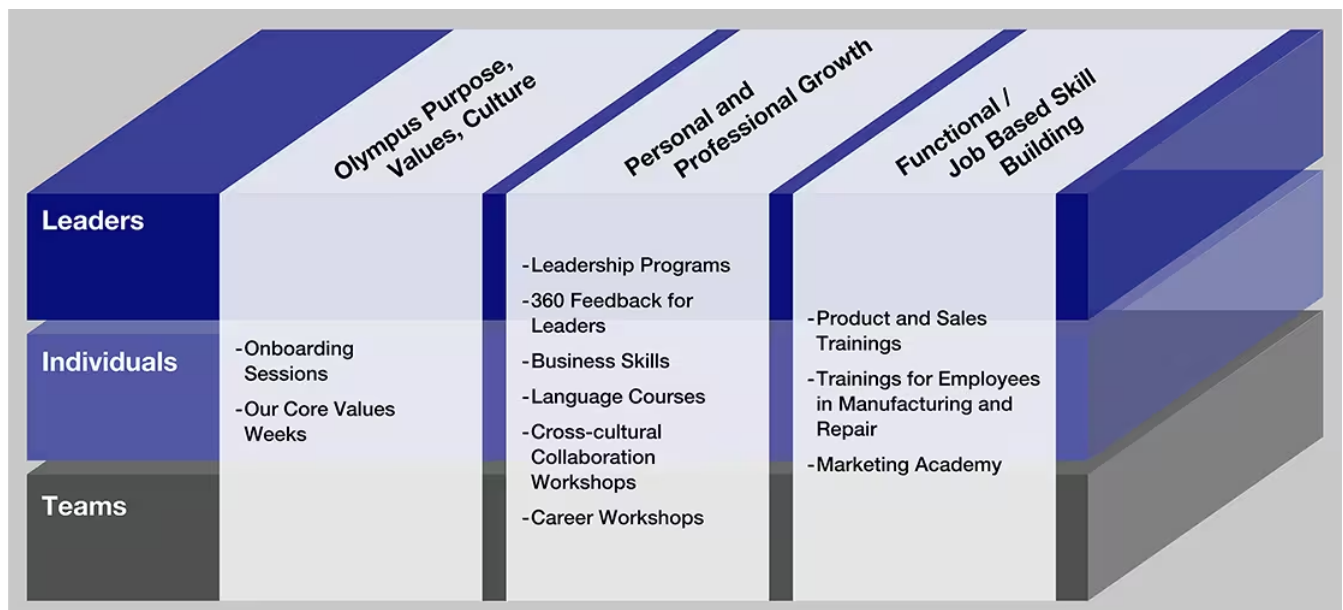 Olympus Purpose,
Values, Culture
Personal and
Professional Growth
Functional /
Job Based Skill
Building
Leaders
Individuals
Teams
-Onboarding
Sessions
-Our Core Values
Weeks
-Leadership Programs
-360 Feedback for
Leaders
-Business Skills
-Language Courses
-Cross-cultural
Collaboration
Workshops
-Career Workshops
-Product and Sales
Trainings
-Trainings for Employees
in Manufacturing and
Repair
-Marketing Academy